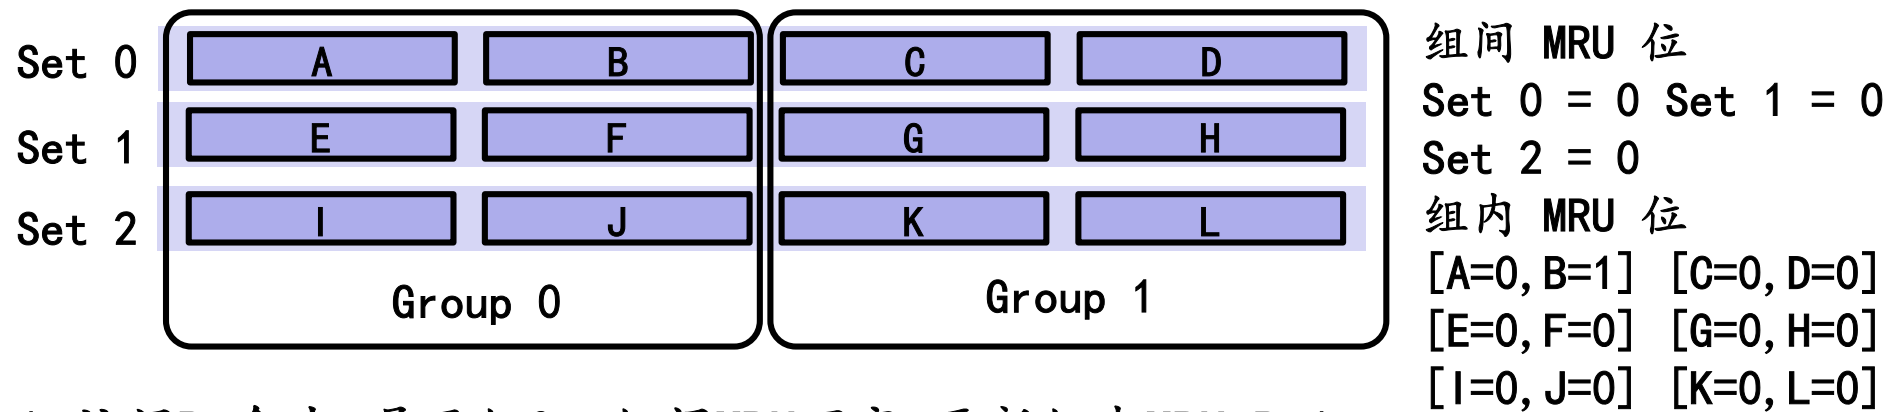 Set 0 A B C D
Set 1 E F G H
Set 2 I J K L
Group 0 Group 1
组间 MRU 位
Set 0 = 0 Set 1 = 0
Set 2 = 0
组内 MRU 位
[A=0,B=1] [C=0,D=0]
[E=0,F=0] [G=0,H=0]
[I=0,J=0] [K=0,L=0]